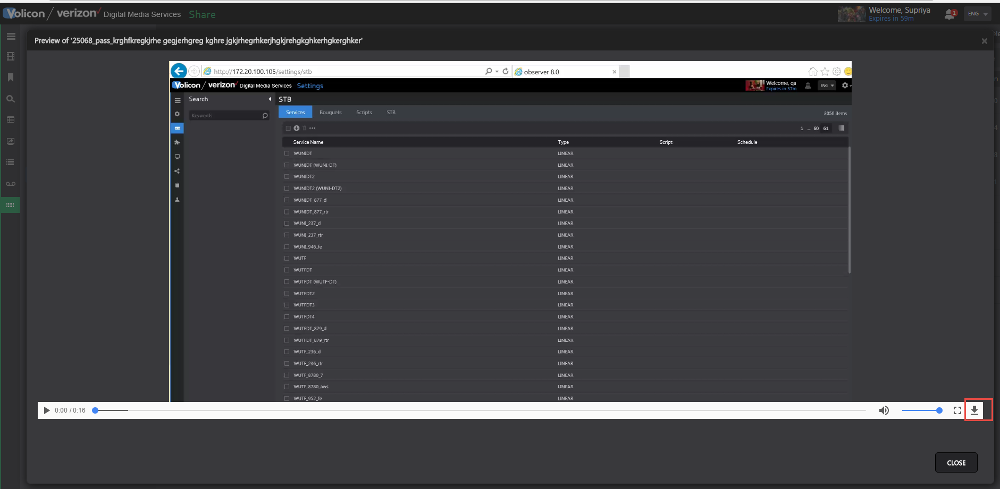 Volicon / verizon Digital Media Services Share
Welcome, Supriya
Expires in 59m
1
ENG
Preview of '25068_pass_krghfkregkjrhe gegjerhgreg kghre jgkjrhegrhkerjhgkjrehgkghkerhgkerghker'
http://172.20.100.105/settings/stb
observer 8.0
Volicon / verizon Digital Media Services Settings
Welcome, qa
Expires in 57m
ENG
Search
STB
Keywords
Services Bouquets Scripts STB
3050 items
1 ... 60 61
Service Name Type Script Schedule
WUNIDT LINEAR
WUNIDT (WUNI-DT) LINEAR
WUNIDT2 LINEAR
WUNIDT2 (WUNI-DT2) LINEAR
WUNIDT_877_d LINEAR
WUNIDT_877_rtr LINEAR
WUNI_237_d LINEAR
WUNI_237_rtr LINEAR
WUNI_946_fe LINEAR
WUTF LINEAR
WUTFDT LINEAR
WUTFDT (WUTF-DT) LINEAR
WUTFDT2 LINEAR
WUTFDT3 LINEAR
WUTFDT4 LINEAR
WUTFDT_879_d LINEAR
WUTFDT_879_rtr LINEAR
WUTF_236_d LINEAR
WUTF_236_rtr LINEAR
WUTF_8780_7 LINEAR
WUTF_8780_aws LINEAR
WUTF_952_fe LINEAR
0:00 / 0:16
CLOSE